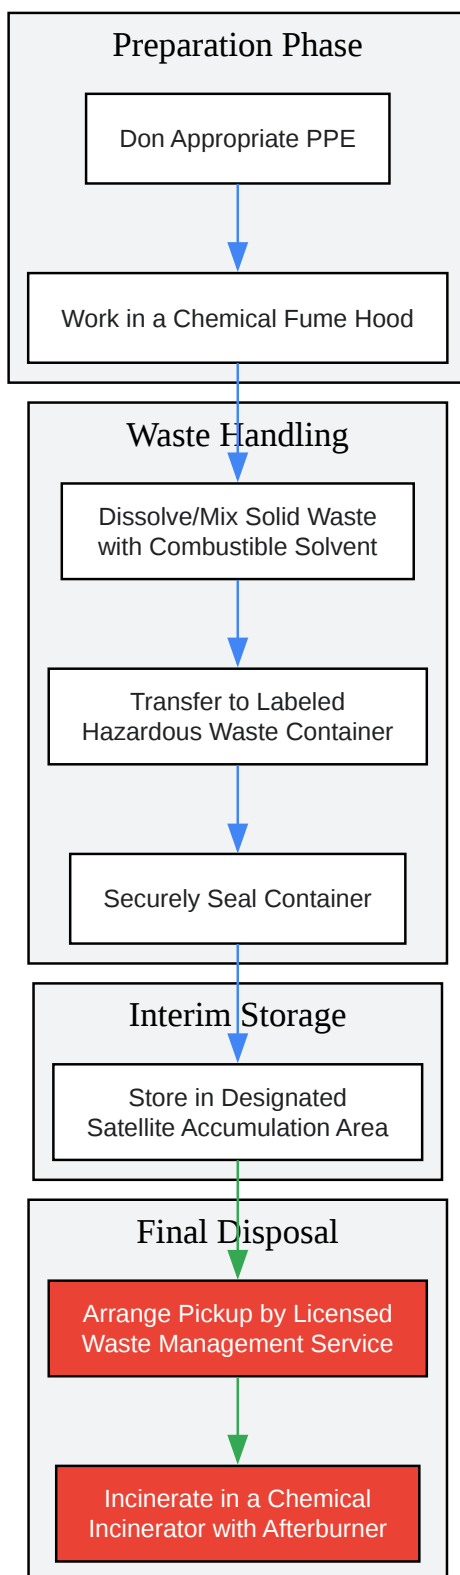 Preparation Phase
Don Appropriate PPE
Work in a Chemical Fume Hood
Waste Handling
Dissolve/Mix Solid Waste
with Combustible Solvent
Transfer to Labeled
Hazardous Waste Container
Securely Seal Container
Interim Storage
Store in Designated
Satellite Accumulation Area
Final Disposal
Arrange Pickup by Licensed
Waste Management Service
Incinerate in a Chemical
Incinerator with Afterburner